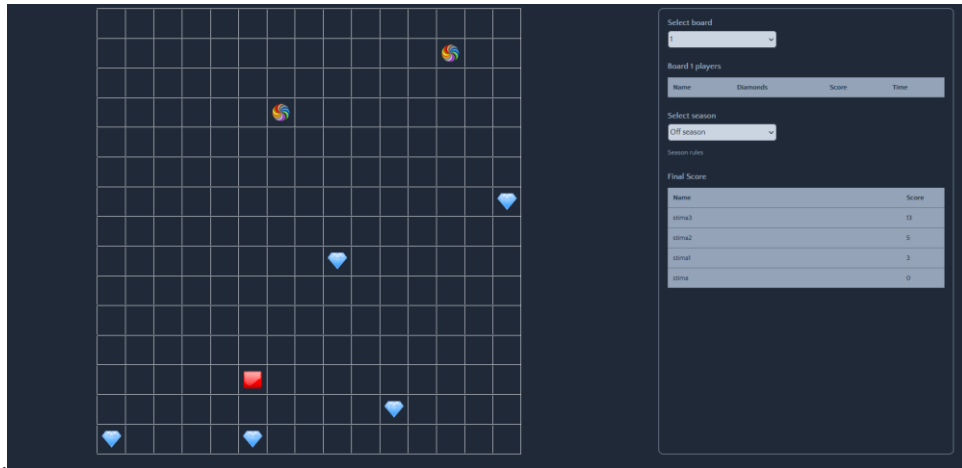 Select board
1
Board 1 players
Name Diamonds Score Time
Select season
Off season
Season rules
Final Score
Name Score
stima3 13
stima2 5
stima1 3
stima 0